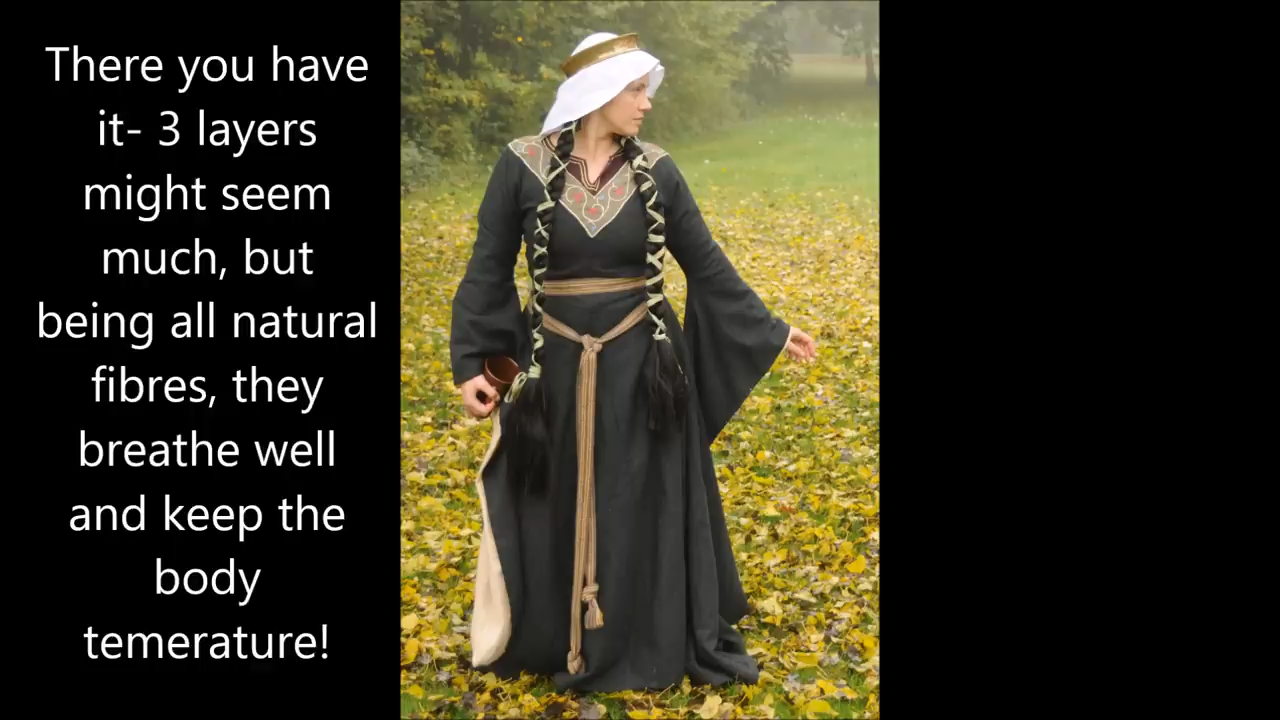 There you have
it- 3 layers
might seem
much, but
being all natural
fibres, they
breathe well
and keep the
body
temerature!